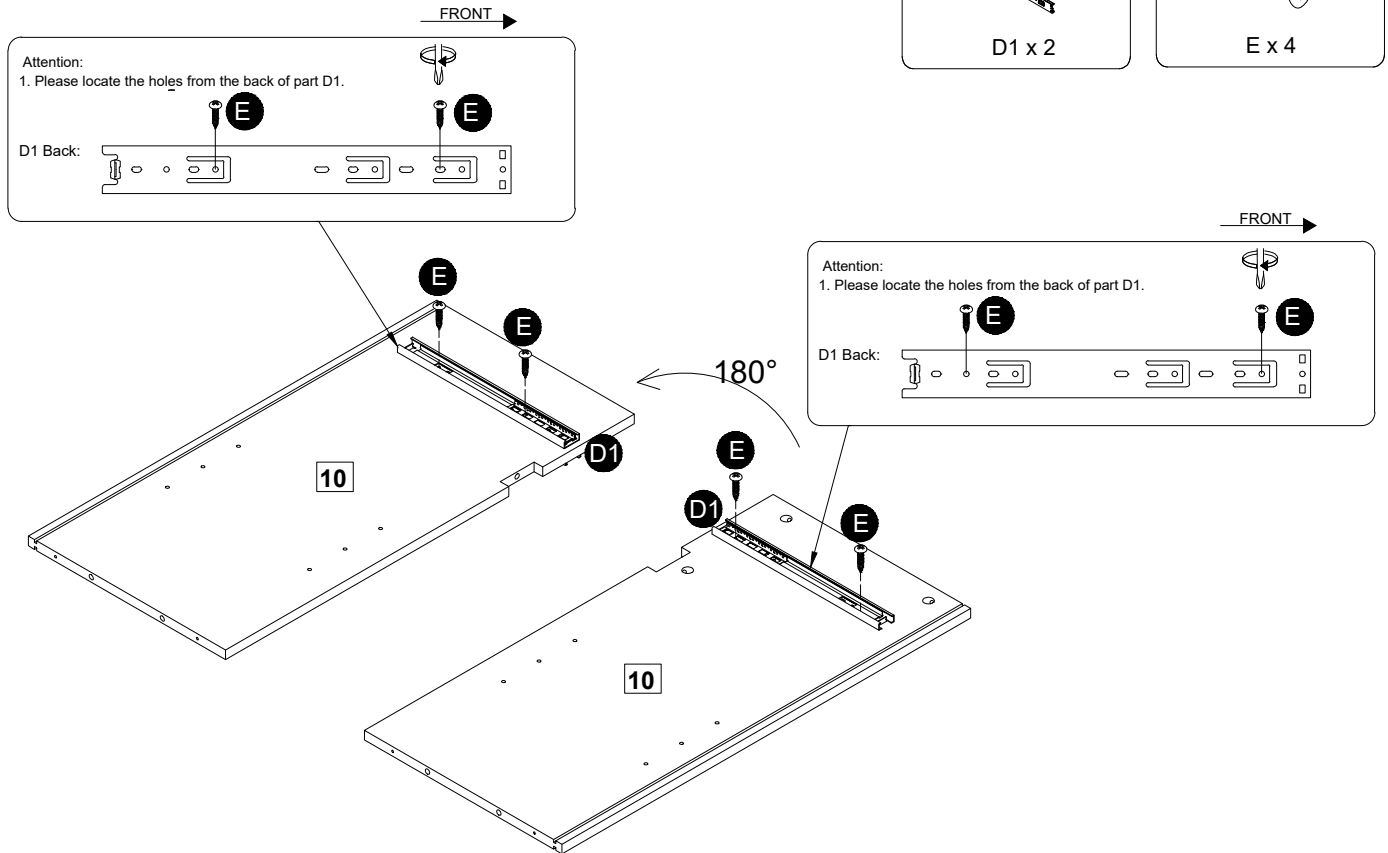 FRONT
Attention:
1. Please locate the holes from the back of part D1.
E
E
D1 Back:
D1 x 2
E x 4
FRONT
Attention:
1. Please locate the holes from the back of part D1.
E
E
D1 Back:
E
E
D1
10
180°
E
D1
E
10